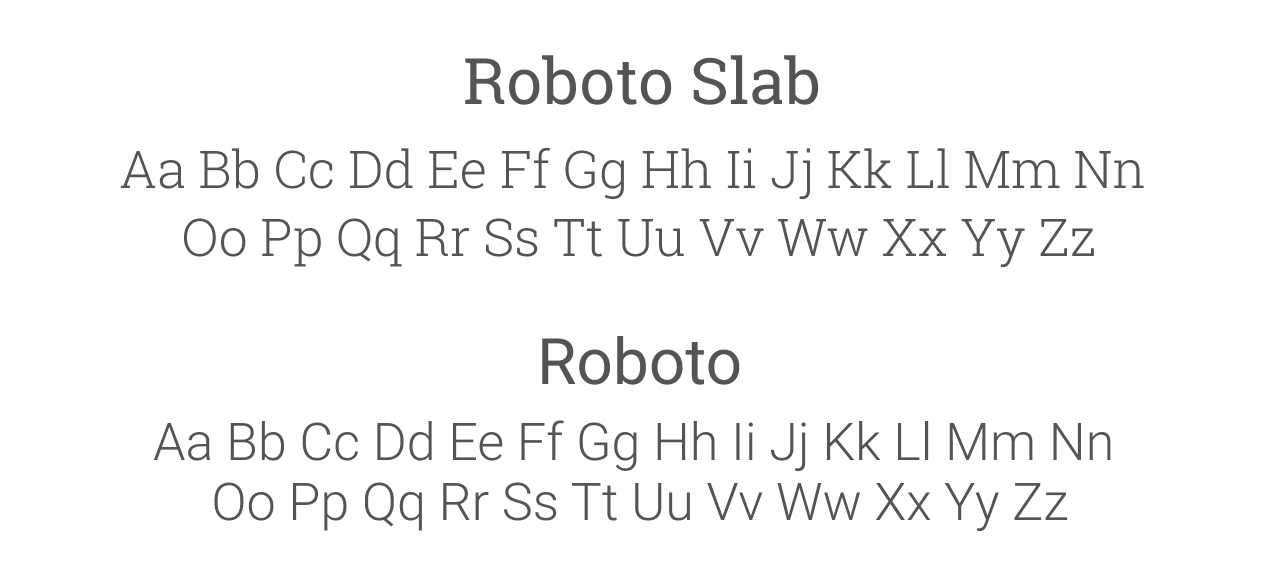 Roboto Slab
Aa Bb Cc Dd Ee Ff Gg Hh Ii Jj Kk Ll Mm Nn
Oo Pp Qq Rr Ss Tt Uu Vv Ww Xx Yy Zz
Roboto
Aa Bb Cc Dd Ee Ff Gg Hh Ii Jj Kk Ll Mm Nn
Oo Pp Qq Rr Ss Tt Uu Vv Ww Xx Yy Zz